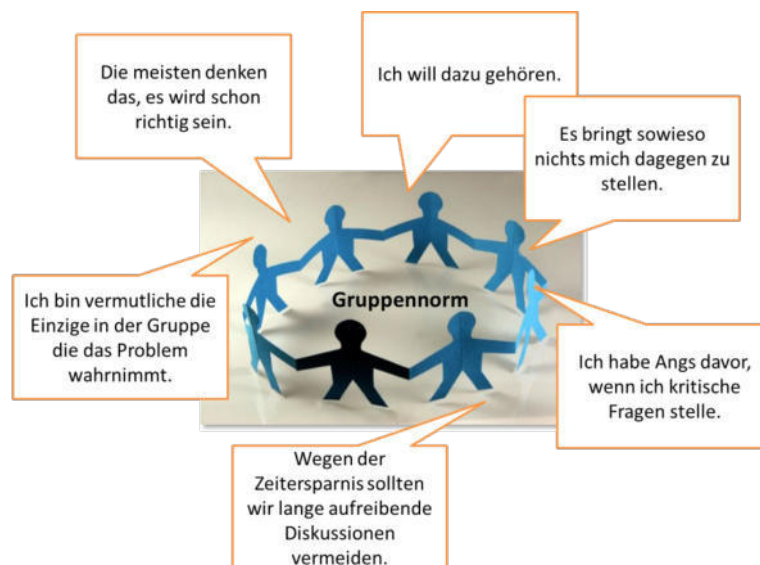 Die meisten denken
das, es wird schon
richtig sein.
Ich will dazu gehören.
Es bringt sowieso
nichts mich dagegen zu
stellen.
Ich bin vermutliche die
Einzige in der Gruppe
die das Problem
wahrnimmt.
Gruppennorm
Ich habe Angs davor,
wenn ich kritische
Fragen stelle.
Wegen der
Zeitersparnis sollten
wir lange aufreibende
Diskussionen
vermeiden.